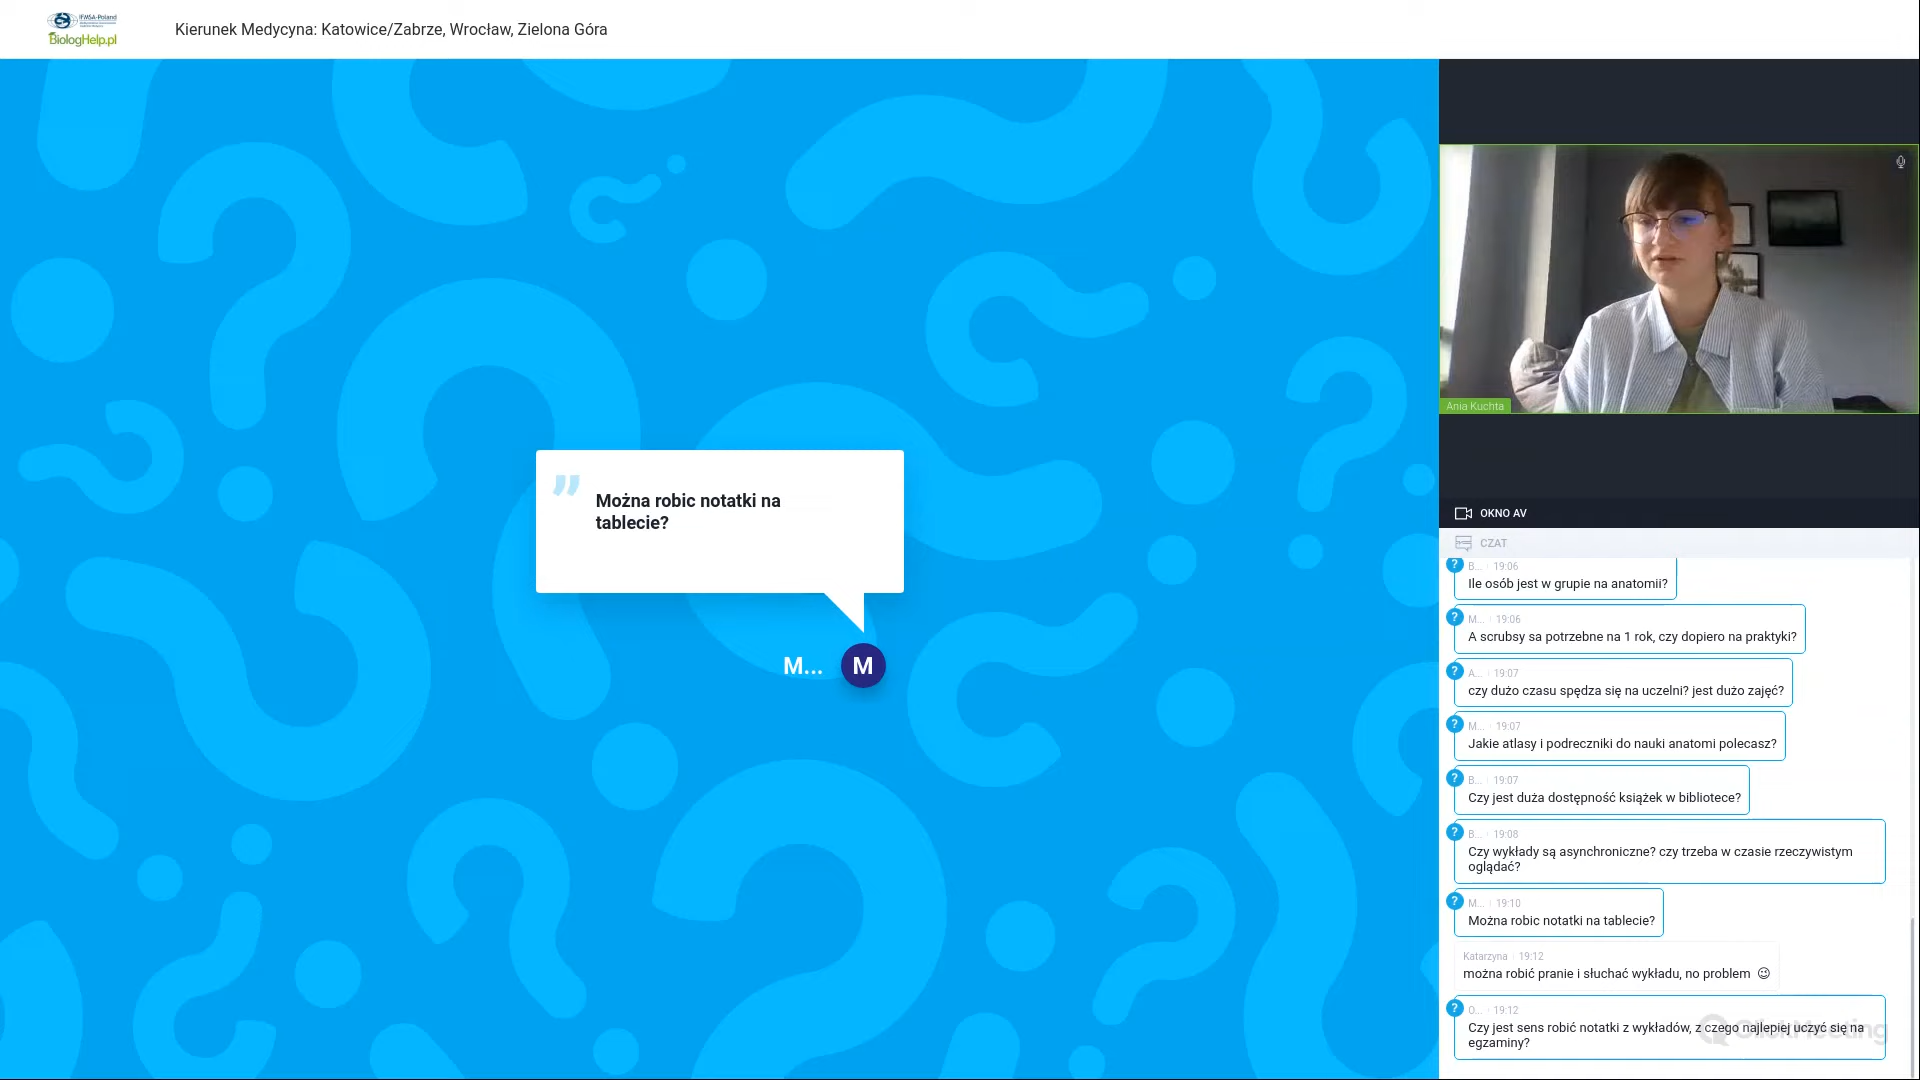 IFMSA-Poland
BiologHelp.pl
Kierunek Medycyna: Katowice/Zabrze, Wrocław, Zielona Góra
Można robic notatki na
tablecie?
M...
M
Ania Kuchta
OKNO AV
CZAT
B... 19:06
Ile osób jest w grupie na anatomii?
M... 19:06
A scrubsy sa potrzebne na 1 rok, czy dopiero na praktyki?
A... 19:07
czy dużo czasu spędza się na uczelni? jest dużo zajęć?
M... 19:07
Jakie atlasy i podreczniki do nauki anatomi polecasz?
B... 19:07
Czy jest duża dostępność książek w bibliotece?
B... 19:08
Czy wykłady są asynchroniczne? czy trzeba w czasie rzeczywistym
oglądać?
M... 19:10
Można robic notatki na tablecie?
Katarzyna 19:12
można robić pranie i słuchać wykładu, no problem 😉
O... 19:12
Czy jest sens robić notatki z wykładów, z czego najlepiej uczyć się na
egzaminy?
ClickMeeting